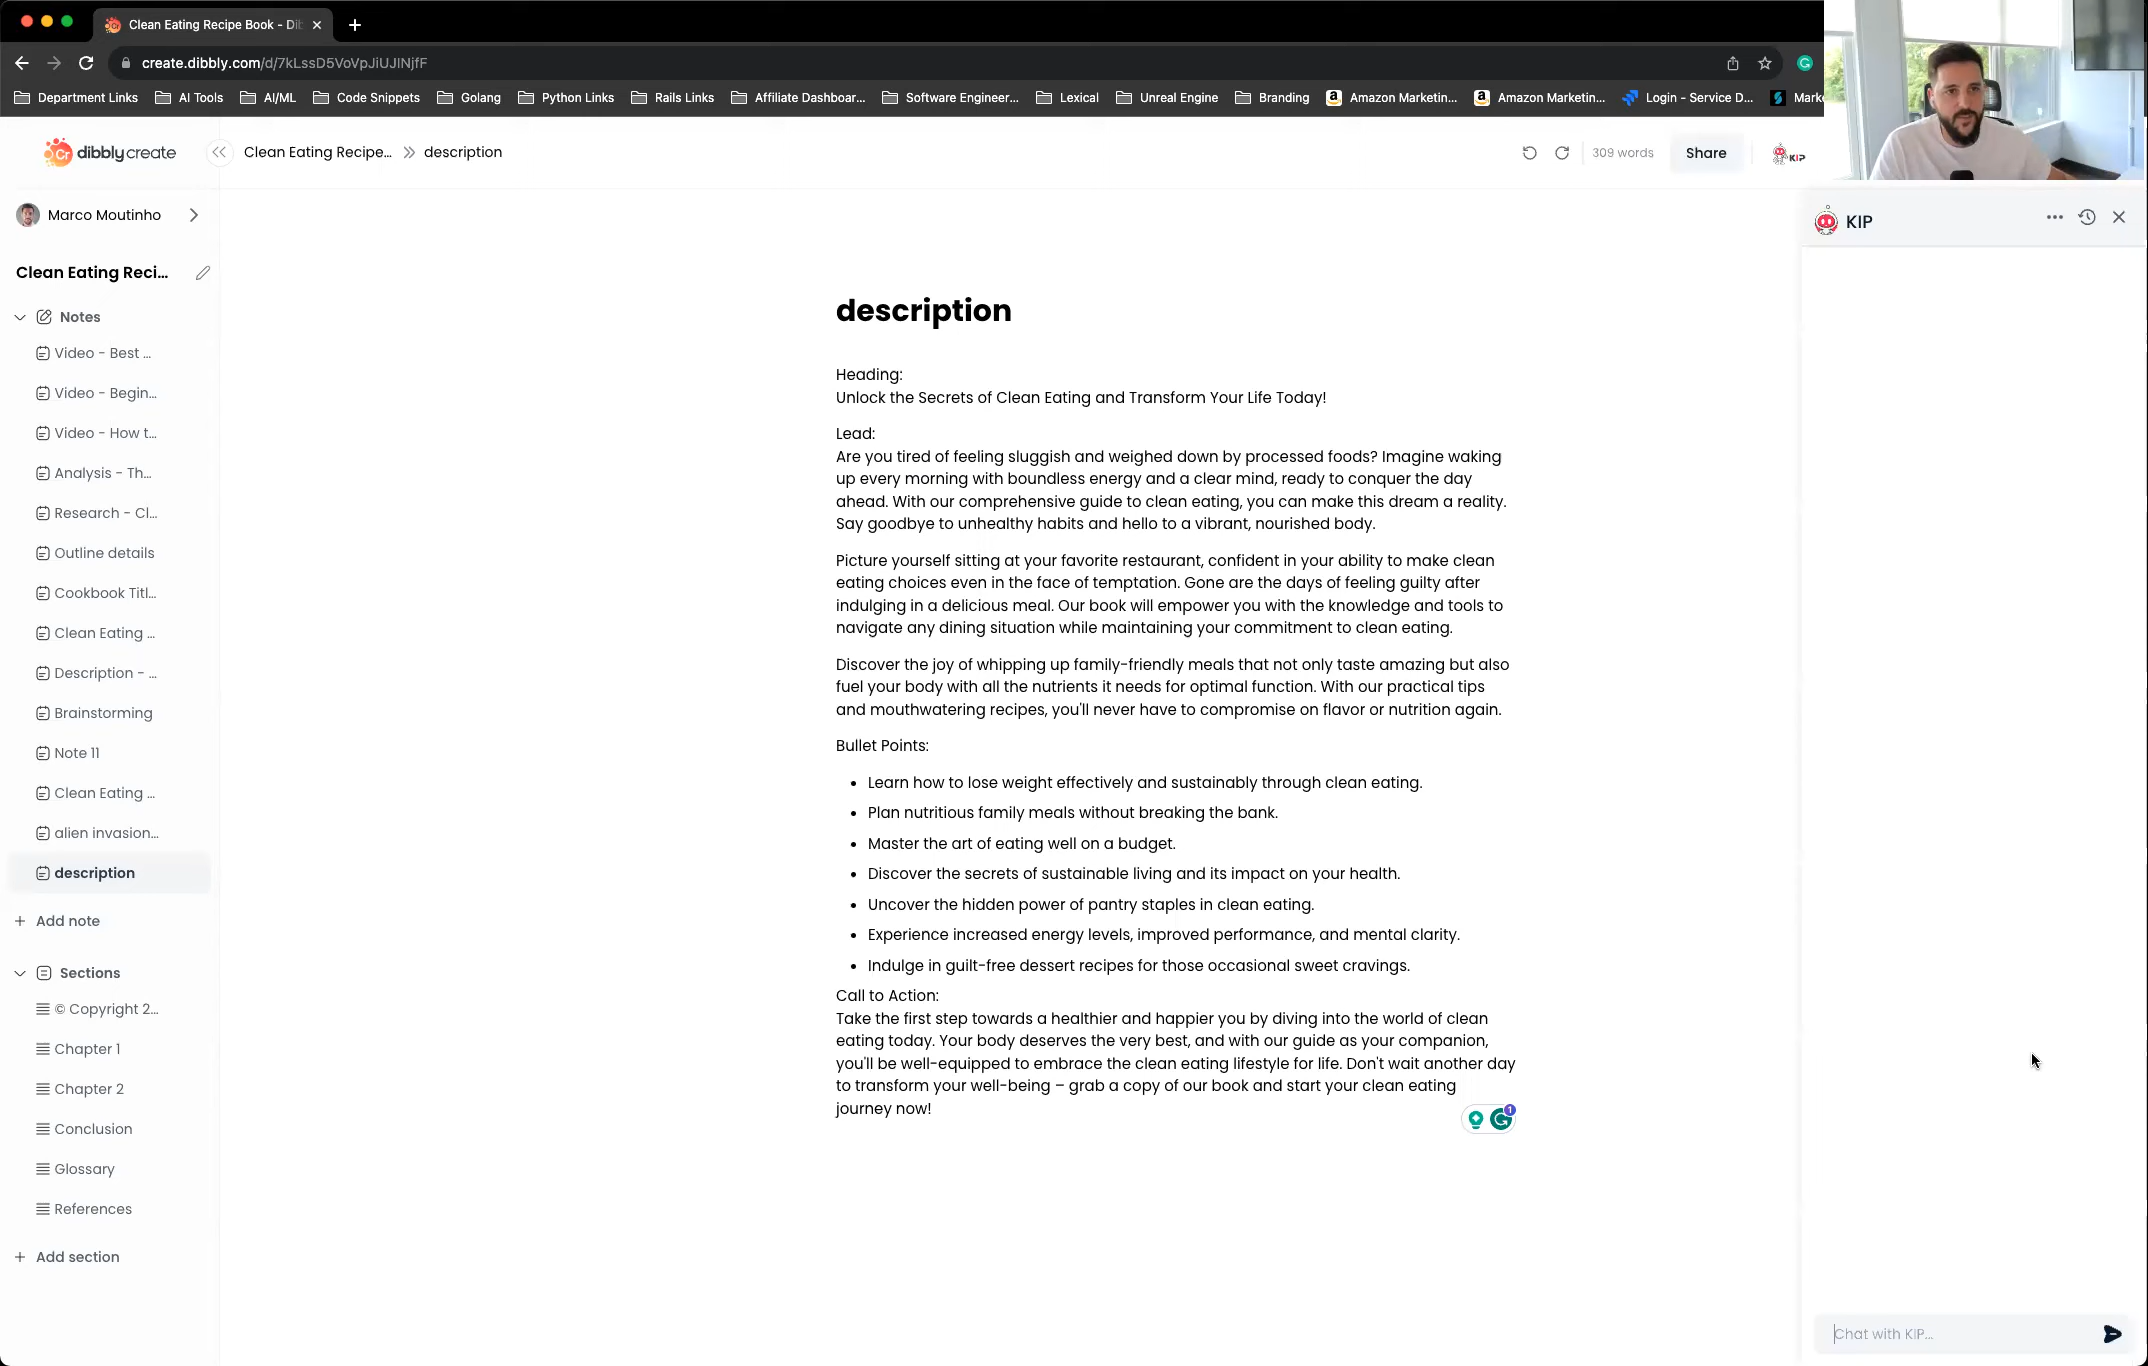 Clean Eating Recipe Book - Dib
create.dibbly.com/d/7kLssD5VoVpJiUJlNjfF
Department Links
AI Tools
AI/ML
Code Snippets
Golang
Python Links
Rails Links
Affiliate Dashboar...
Software Engineer...
Lexical
Unreal Engine
Branding
Amazon Marketin...
Amazon Marketin...
Login - Service D...
Mark
Cr dibblycreate
Clean Eating Recipe... description
309 words
Share
KIP
Marco Moutinho
Clean Eating Reci...
Notes
Video - Best ...
Video - Begin...
Video - How t...
Analysis - Th...
Research - Cl...
Outline details
Cookbook Titl...
Clean Eating ...
Description - ...
Brainstorming
Note 11
Clean Eating ...
alien invasion...
description
+ Add note
Sections
© Copyright 2...
Chapter 1
Chapter 2
Conclusion
Glossary
References
+ Add section
description
Heading:
Unlock the Secrets of Clean Eating and Transform Your Life Today!
Lead:
Are you tired of feeling sluggish and weighed down by processed foods? Imagine waking
up every morning with boundless energy and a clear mind, ready to conquer the day
ahead. With our comprehensive guide to clean eating, you can make this dream a reality.
Say goodbye to unhealthy habits and hello to a vibrant, nourished body.
Picture yourself sitting at your favorite restaurant, confident in your ability to make clean
eating choices even in the face of temptation. Gone are the days of feeling guilty after
indulging in a delicious meal. Our book will empower you with the knowledge and tools to
navigate any dining situation while maintaining your commitment to clean eating.
Discover the joy of whipping up family-friendly meals that not only taste amazing but also
fuel your body with all the nutrients it needs for optimal function. With our practical tips
and mouthwatering recipes, you'll never have to compromise on flavor or nutrition again.
Bullet Points:
• Learn how to lose weight effectively and sustainably through clean eating.
• Plan nutritious family meals without breaking the bank.
• Master the art of eating well on a budget.
• Discover the secrets of sustainable living and its impact on your health.
• Uncover the hidden power of pantry staples in clean eating.
• Experience increased energy levels, improved performance, and mental clarity.
• Indulge in guilt-free dessert recipes for those occasional sweet cravings.
Call to Action:
Take the first step towards a healthier and happier you by diving into the world of clean
eating today. Your body deserves the very best, and with our guide as your companion,
you'll be well-equipped to embrace the clean eating lifestyle for life. Don't wait another day
to transform your well-being – grab a copy of our book and start your clean eating
journey now!
1
KIP
Chat with KIP...